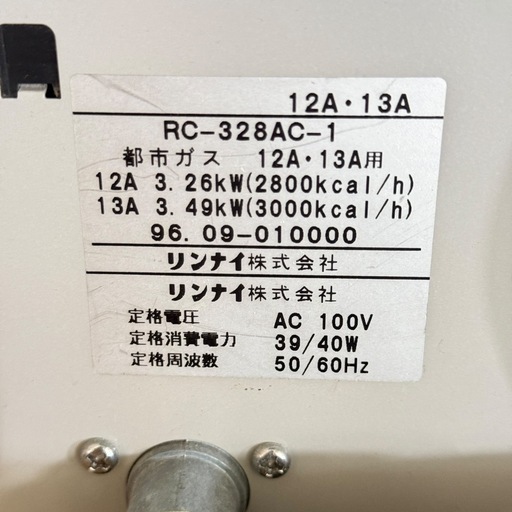 12A・13A
RC-328AC-1
都市ガス 12A・13A用
12A 3.26kW(2800kcal/h)
13A 3.49kW(3000kcal/h)
96.09-010000
リンナイ株式会社
リンナイ株式会社
定格電圧 AC 100V
定格消費電力 39/40W
定格周波数 50/60Hz